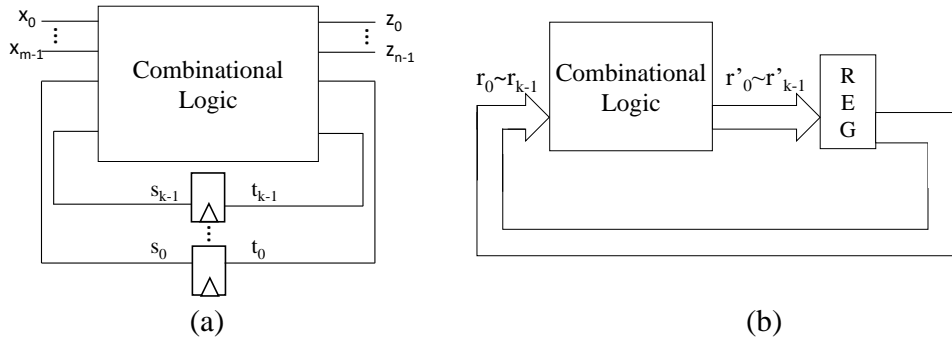 x₀
⋮
xₘ₋₁
Combinational
Logic
z₀
⋮
zₙ₋₁
sₖ₋₁ tₖ₋₁
⋯
s₀ t₀
(a)
r₀~rₖ₋₁
Combinational
Logic
r'₀~r'ₖ₋₁
R
E
G
(b)